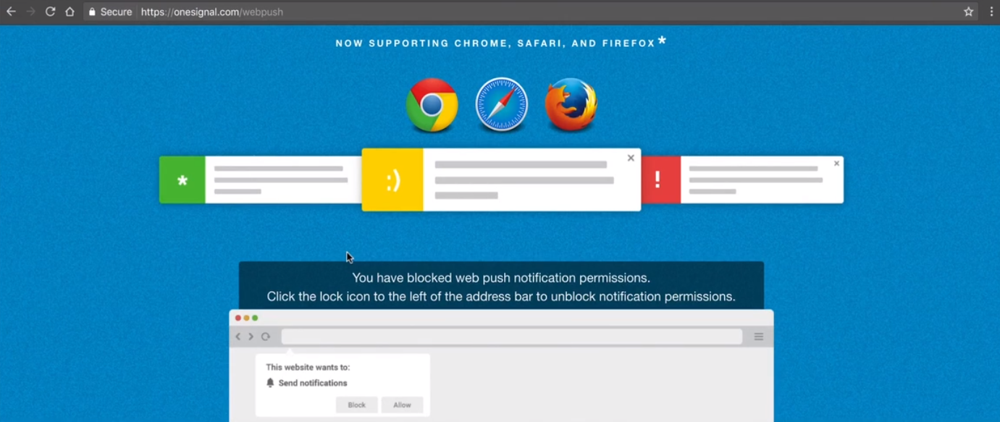 Secure https://onesignal.com/webpush
NOW SUPPORTING CHROME, SAFARI, AND FIREFOX*
* :) !
You have blocked web push notification permissions.
Click the lock icon to the left of the address bar to unblock notification permissions.
This website wants to:
Send notifications
Block Allow